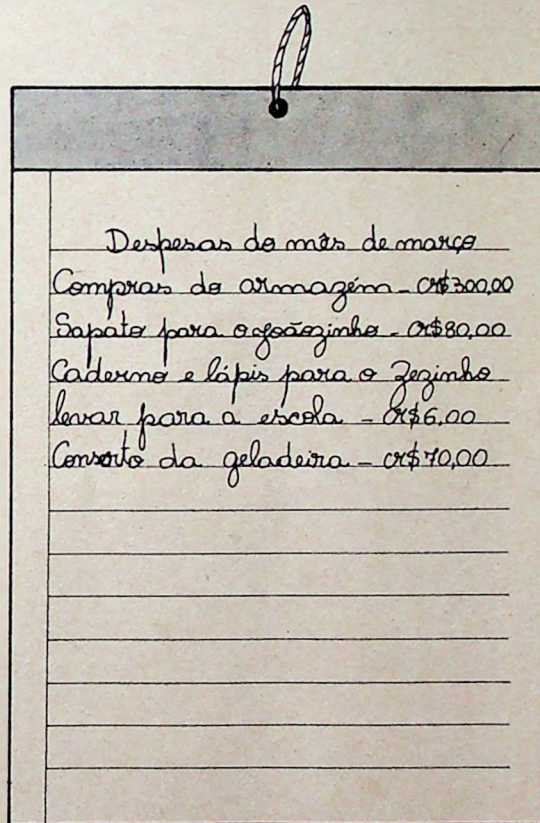 Despesas do mês de março
Compras do armazém - CR$300,00
Sapato para o Joãozinho - CR$80,00
Caderno e lápis para o Zezinho
levar para a escola - CR$6,00
Conserto da geladeira - CR$70,00